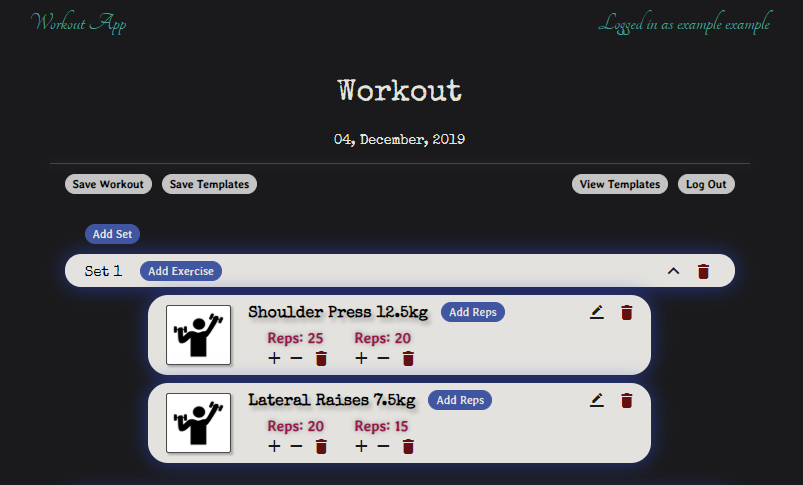 Workout App
Logged in as example example
Workout
04, December, 2019
Save Workout Save Templates View Templates Log Out
Add Set
Set 1 Add Exercise
Shoulder Press 12.5kg Add Reps
Reps: 25 Reps: 20
Lateral Raises 7.5kg Add Reps
Reps: 20 Reps: 15